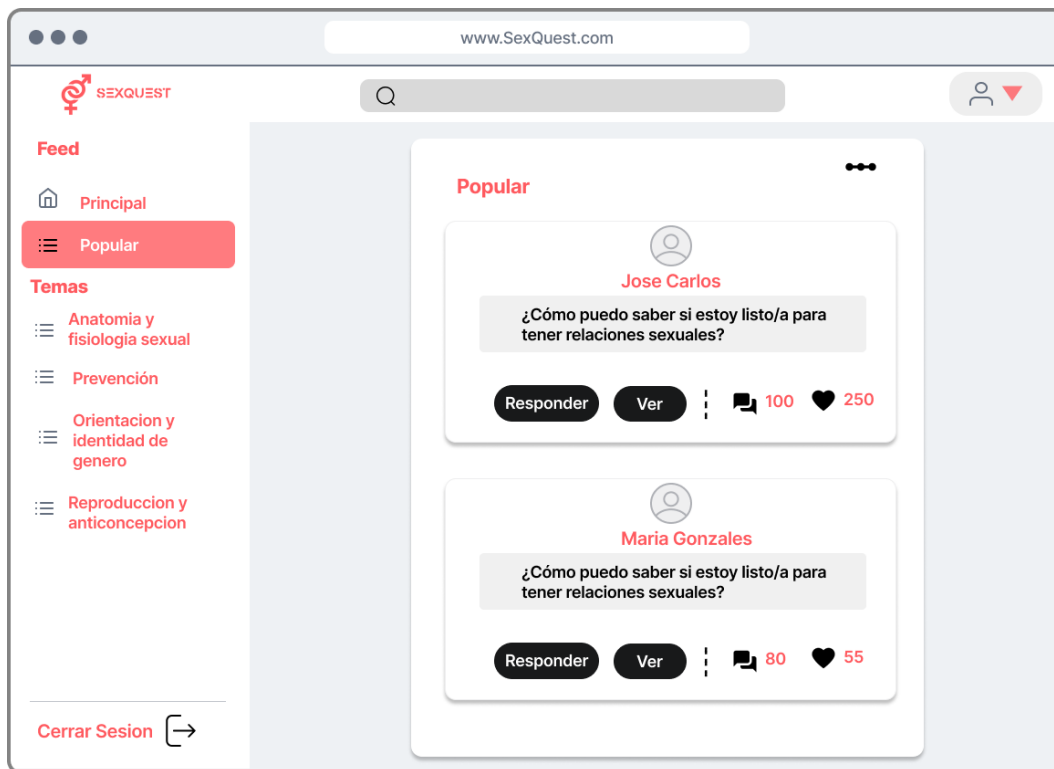 www.SexQuest.com
SEXQUEST
Feed
Principal
Popular
Temas
Anatomia y
fisiologia sexual
Prevención
Orientacion y
identidad de
genero
Reproduccion y
anticoncepcion
Cerrar Sesion
Popular
Jose Carlos
¿Cómo puedo saber si estoy listo/a para
tener relaciones sexuales?
Responder
Ver
100
250
Maria Gonzales
¿Cómo puedo saber si estoy listo/a para
tener relaciones sexuales?
Responder
Ver
80
55